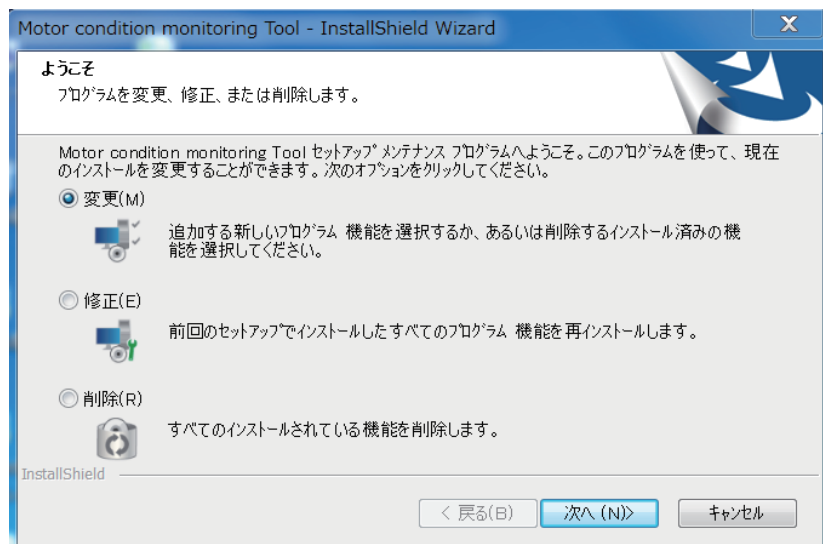 Motor condition monitoring Tool - InstallShield Wizard
X
ようこそ
プログラムを変更、修正、または削除します。
Motor condition monitoring Tool セットアップ メンテナンス プログラムへようこそ。このプログラムを使って、現在
のインストールを変更することができます。次のオプションをクリックしてください。
変更(M)
追加する新しいプログラム 機能を選択するか、あるいは削除するインストール済みの機
能を選択してください。
修正(E)
前回のセットアップでインストールしたすべてのプログラム 機能を再インストールします。
削除(R)
すべてのインストールされている機能を削除します。
InstallShield
< 戻る(B)
次へ (N)>
キャンセル